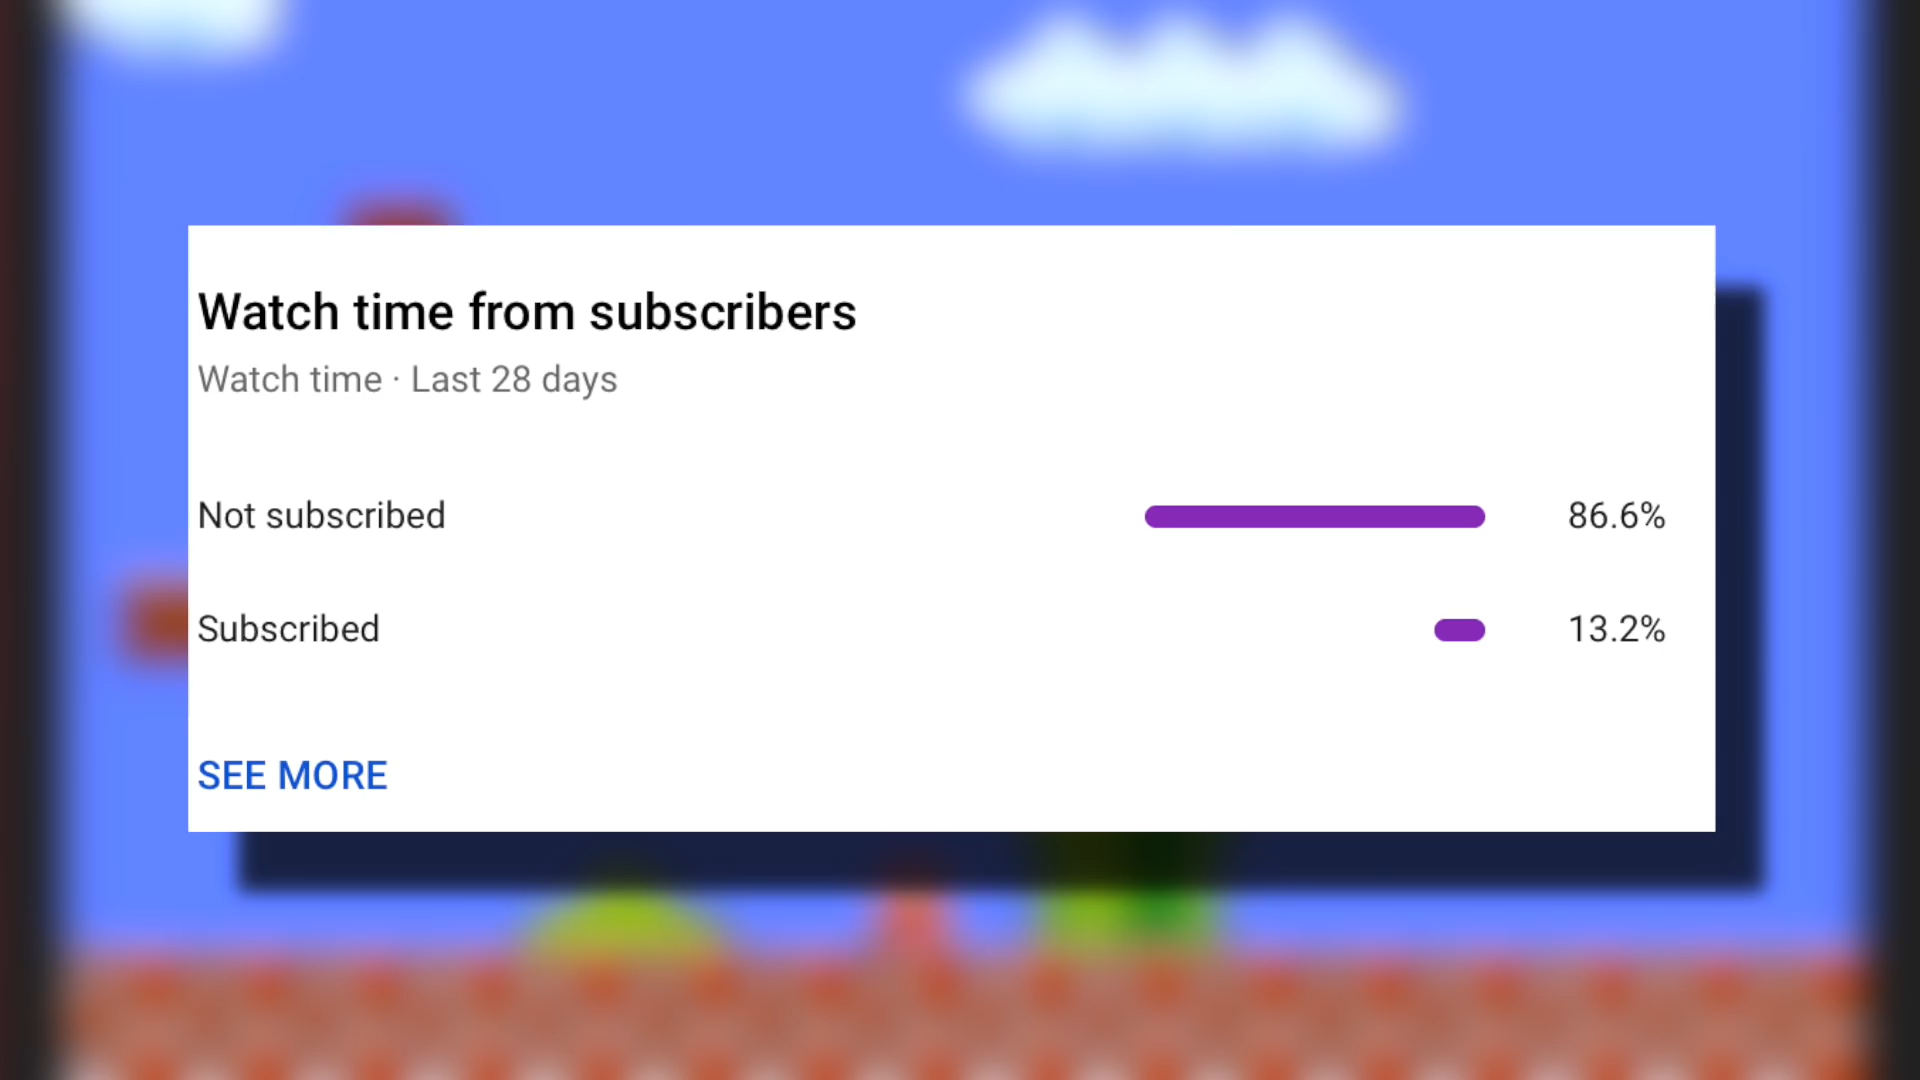 Watch time from subscribers
Watch time · Last 28 days
Not subscribed 86.6%
Subscribed 13.2%
SEE MORE